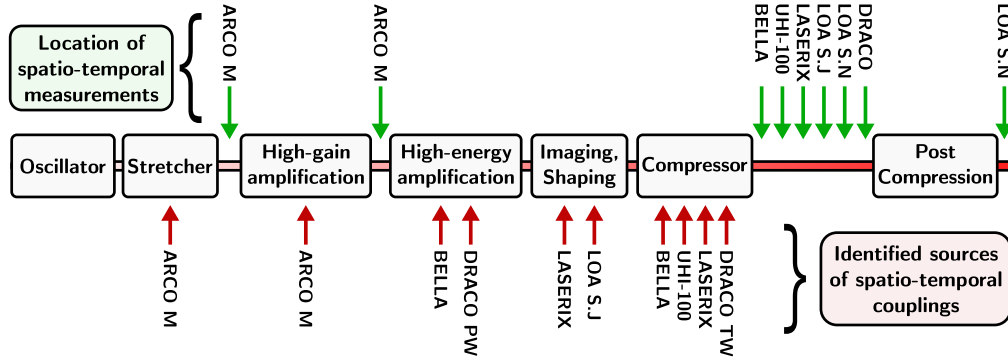 Location of
spatio-temporal
measurements
ARCO M
ARCO M
BELLA
UHI-100
LASERIX
LOA S.J
LOA S.N
DRACO
LOA S.N
Oscillator
Stretcher
High-gain
amplification
High-energy
amplification
Imaging,
Shaping
Compressor
Post
Compression
ARCO M
ARCO M
BELLA
DRACO PW
LASERIX
LOA S.J
BELLA
UHI-100
LASERIX
DRACO TW
Identified sources
of spatio-temporal
couplings